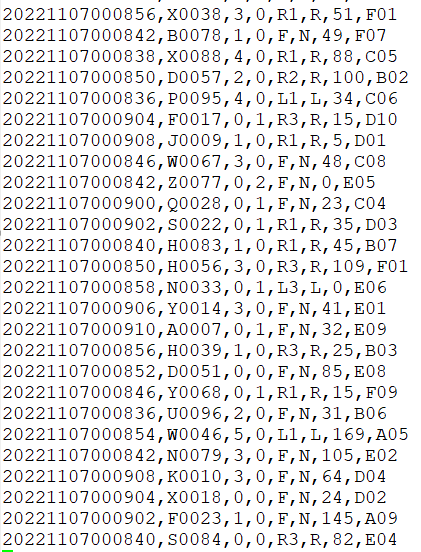 20221107000856,X0038,3,0,R1,R,51,F01
20221107000842,B0078,1,0,F,N,49,F07
20221107000838,X0088,4,0,R1,R,88,C05
20221107000850,D0057,2,0,R2,R,100,B02
20221107000836,P0095,4,0,L1,L,34,C06
20221107000904,F0017,0,1,R3,R,15,D10
20221107000908,J0009,1,0,R1,R,5,D01
20221107000846,W0067,3,0,F,N,48,C08
20221107000842,Z0077,0,2,F,N,0,E05
20221107000900,Q0028,0,1,F,N,23,C04
20221107000902,S0022,0,1,R1,R,35,D03
20221107000840,H0083,1,0,R1,R,45,B07
20221107000850,H0056,3,0,R3,R,109,F01
20221107000858,N0033,0,1,L3,L,0,E06
20221107000906,Y0014,3,0,F,N,41,E01
20221107000910,A0007,0,1,F,N,32,E09
20221107000856,H0039,1,0,R3,R,25,B03
20221107000852,D0051,0,0,F,N,85,E08
20221107000846,Y0068,0,1,R1,R,15,F09
20221107000836,U0096,2,0,F,N,31,B06
20221107000854,W0046,5,0,L1,L,169,A05
20221107000842,N0079,3,0,F,N,105,E02
20221107000908,K0010,3,0,F,N,64,D04
20221107000904,X0018,0,0,F,N,24,D02
20221107000902,F0023,1,0,F,N,145,A09
20221107000840,S0084,0,0,R3,R,82,E04